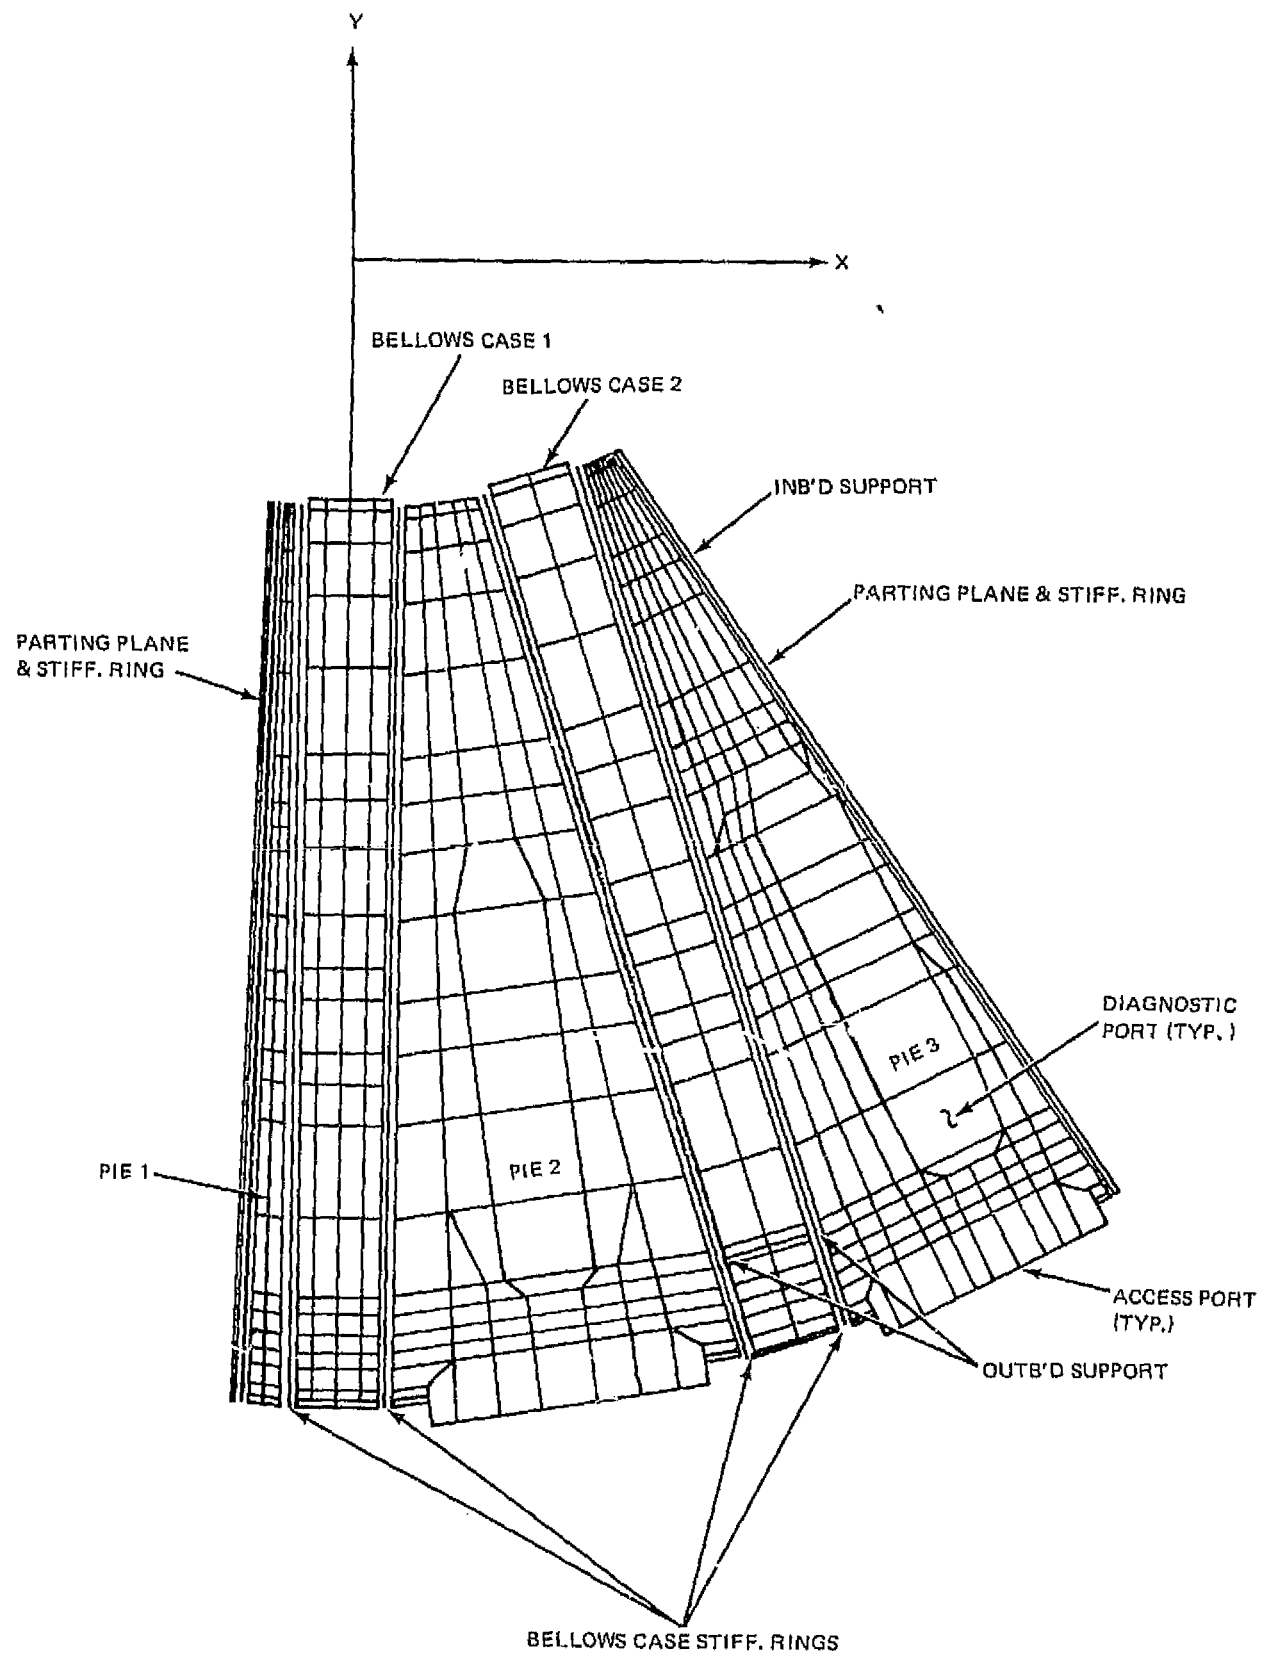 Y
X
BELLOWS CASE 1
BELLOWS CASE 2
INB'D SUPPORT
PARTING PLANE & STIFF. RING
PARTING PLANE
& STIFF. RING
DIAGNOSTIC
PORT (TYP.)
PIE 3
PIE 1
PIE 2
ACCESS PORT
(TYP.)
OUTB'D SUPPORT
BELLOWS CASE STIFF. RINGS